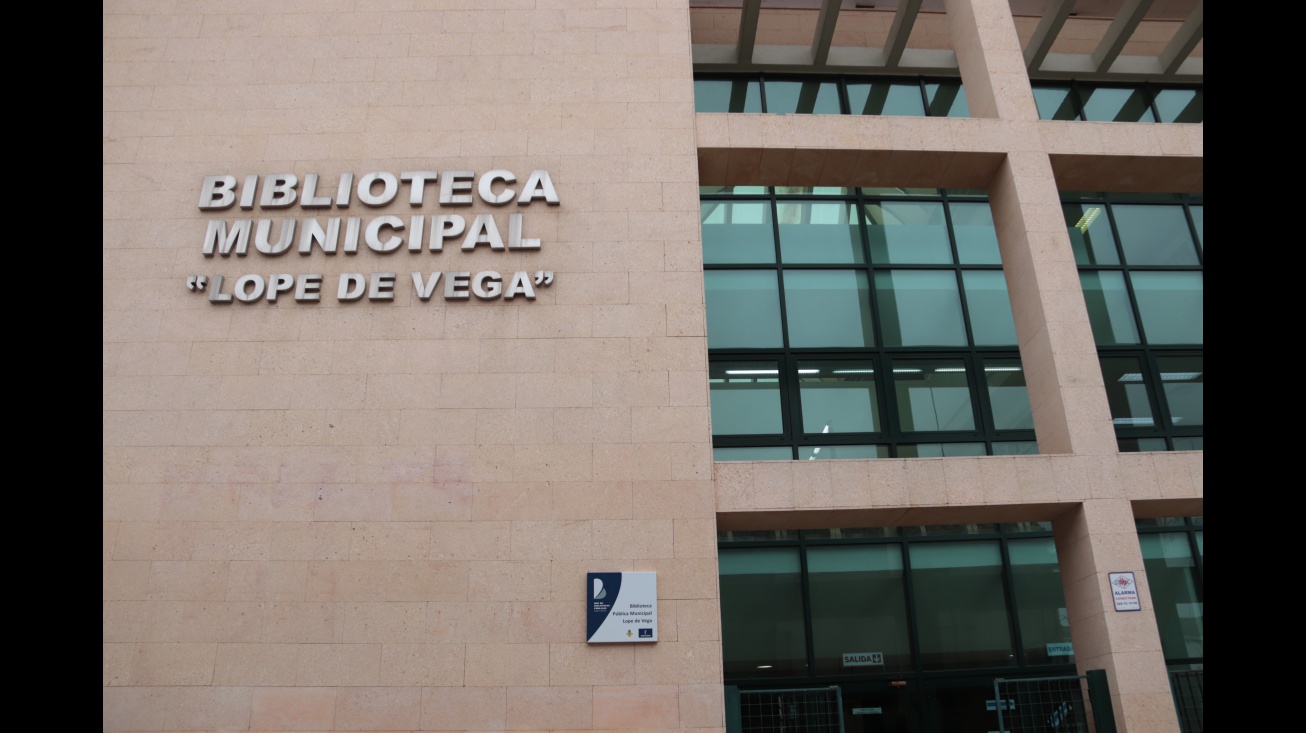 BIBLIOTECA
MUNICIPAL
“LOPE DE VEGA”
Biblioteca
Pública Municipal
Lope de Vega
ALARMA
SALIDA
ENTRADA